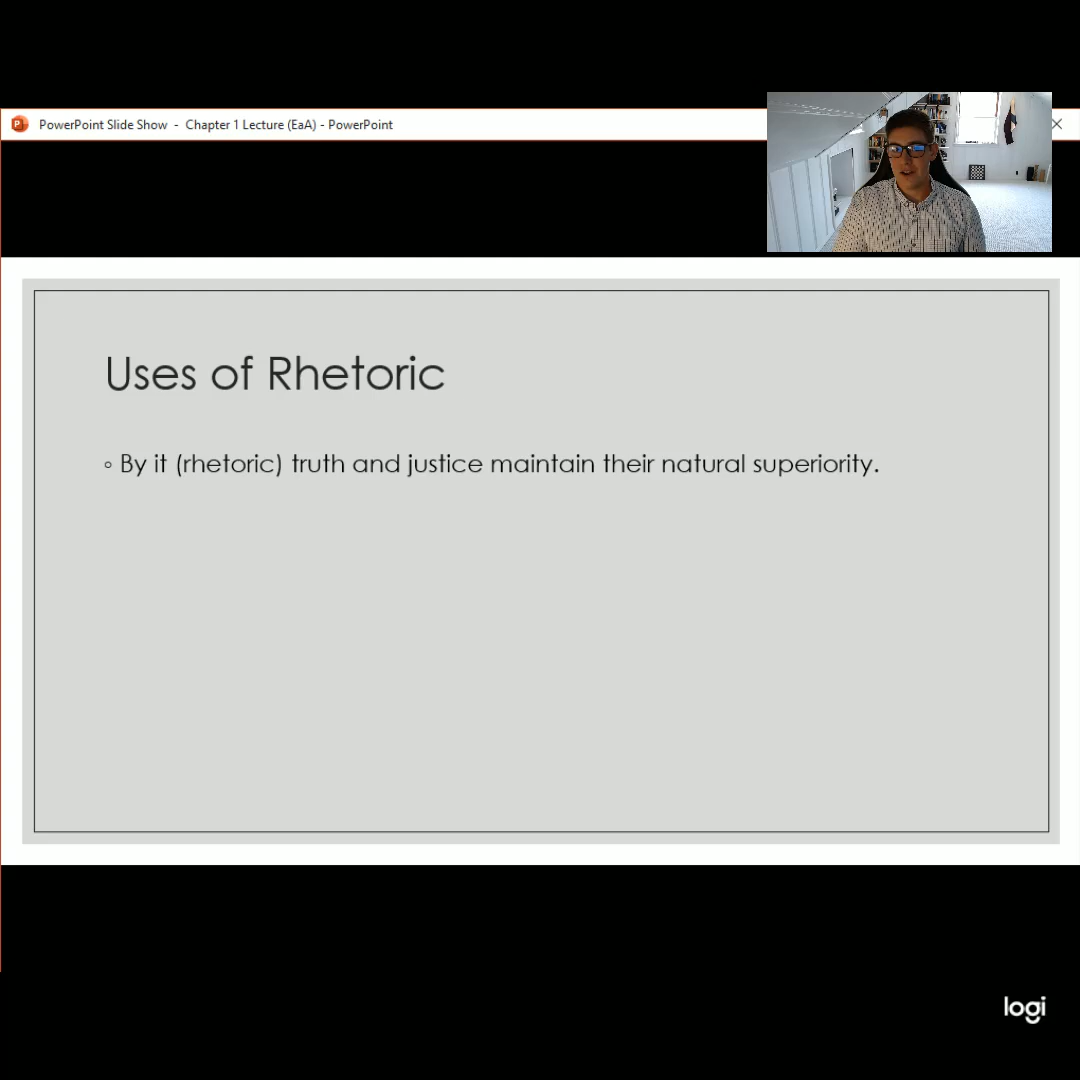 PowerPoint Slide Show - Chapter 1 Lecture (EaA) - PowerPoint
Uses of Rhetoric
◦ By it (rhetoric) truth and justice maintain their natural superiority.
logi